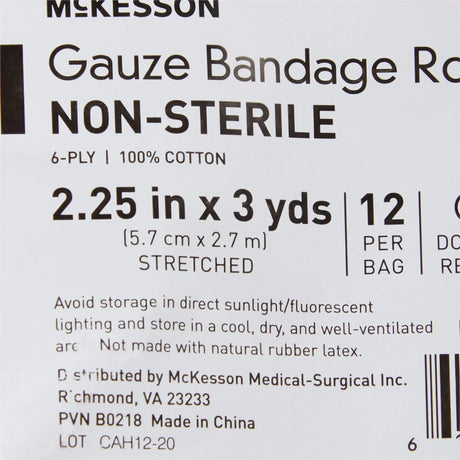 McKESSON
Gauze Bandage Ro
NON-STERILE
6-PLY | 100% COTTON
2.25 in x 3 yds
(5.7 cm x 2.7 m)
STRETCHED
12
PER
BAG
DO
RE
Avoid storage in direct sunlight/fluorescent
lighting and store in a cool, dry, and well-ventilated
are Not made with natural rubber latex.
Distributed by McKesson Medical-Surgical Inc.
Richmond, VA 23233
PVN B0218 Made in China
LOT CAH12-20
6